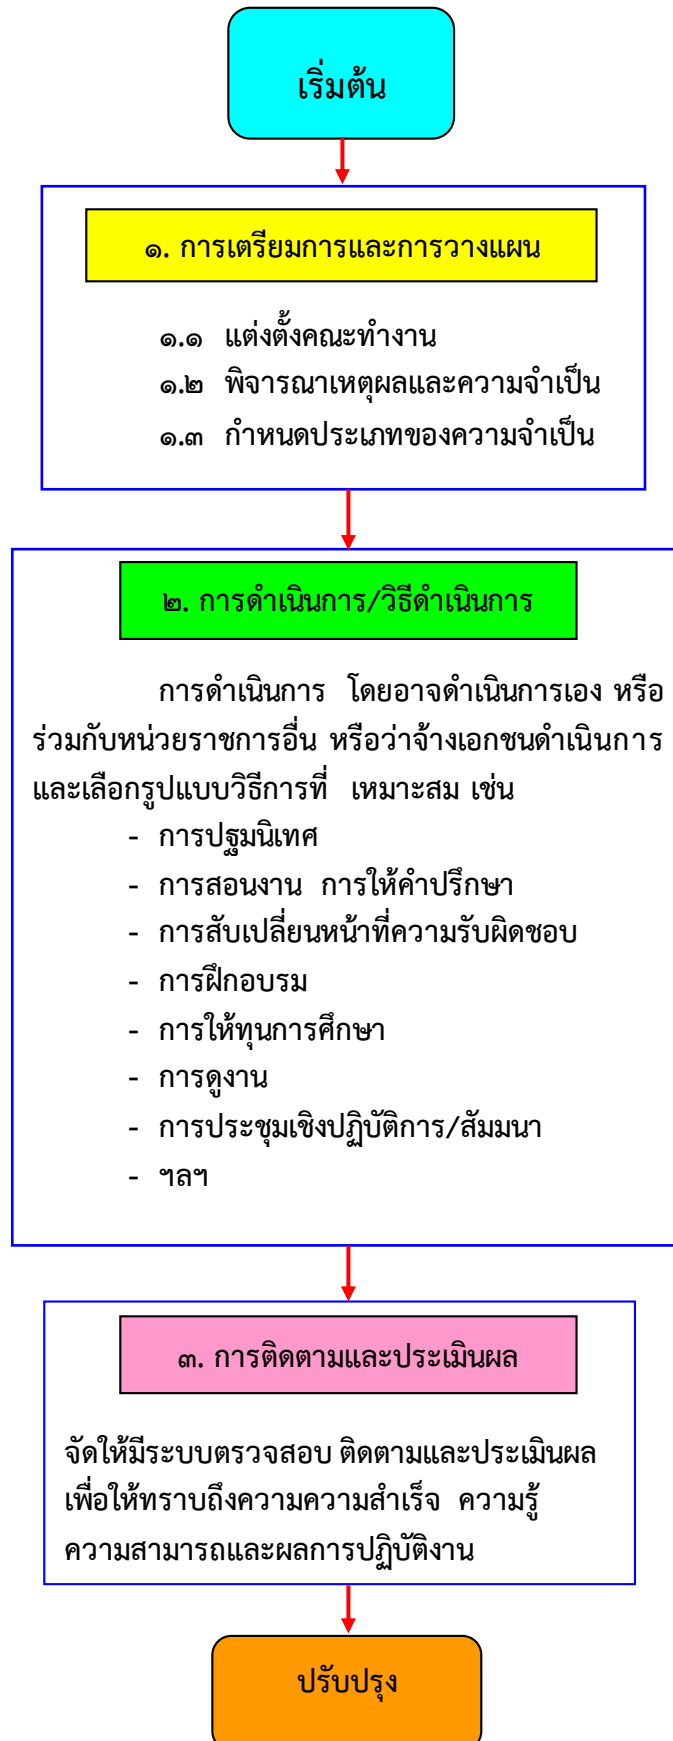 เริ่มต้น
๑. การเตรียมการและการวางแผน
๑.๑ แต่งตั้งคณะทำงาน
๑.๒ พิจารณาเหตุผลและความจำเป็น
๑.๓ กำหนดประเภทของความจำเป็น
๒. การดำเนินการ/วิธีดำเนินการ
การดำเนินการ โดยอาจดำเนินการเอง หรือ
ร่วมกับหน่วยราชการอื่น หรือว่าจ้างเอกชนดำเนินการ
และเลือกรูปแบบวิธีการที่ เหมาะสม เช่น
- การปฐมนิเทศ
- การสอนงาน การให้คำปรึกษา
- การสับเปลี่ยนหน้าที่ความรับผิดชอบ
- การฝึกอบรม
- การให้ทุนการศึกษา
- การดูงาน
- การประชุมเชิงปฏิบัติการ/สัมมนา
- ฯลฯ
๓. การติดตามและประเมินผล
จัดให้มีระบบตรวจสอบ ติดตามและประเมินผล
เพื่อให้ทราบถึงความความสำเร็จ ความรู้
ความสามารถและผลการปฏิบัติงาน
ปรับปรุง